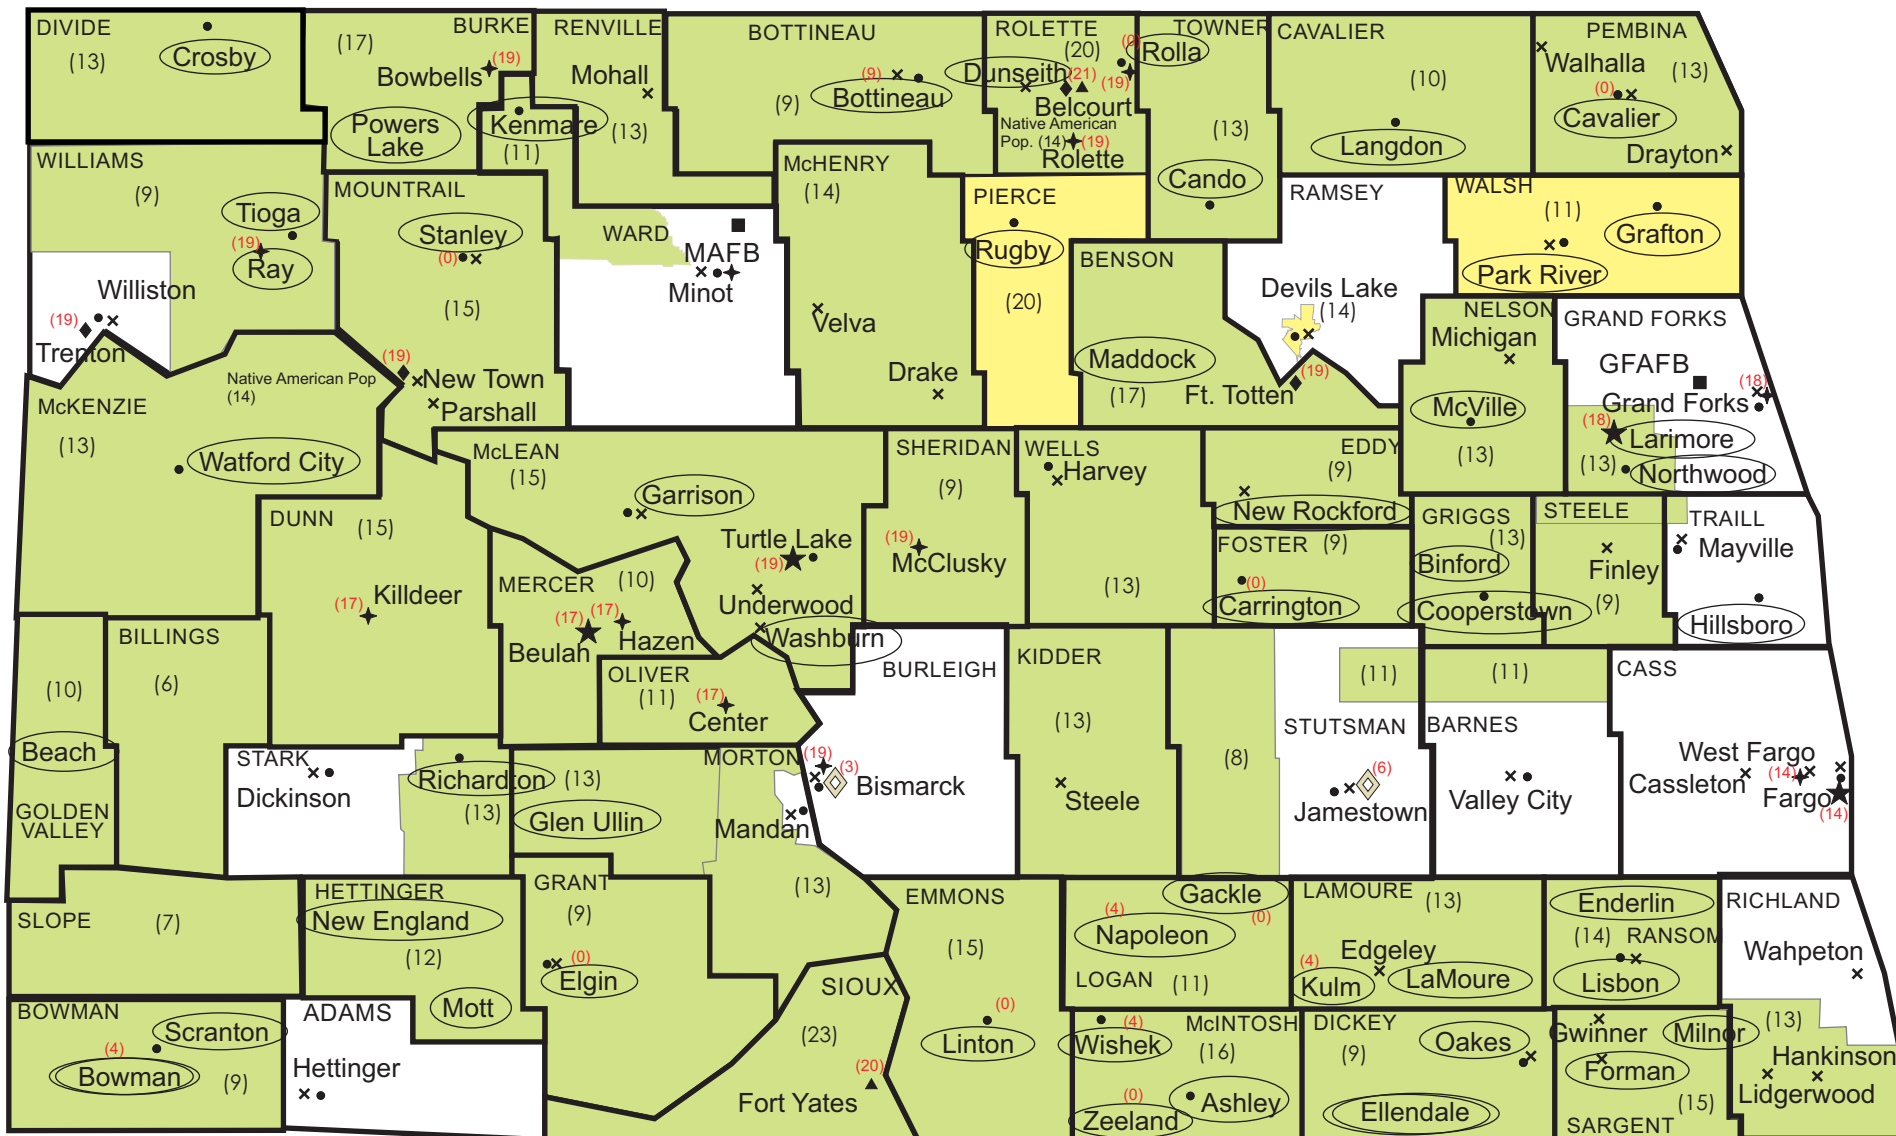 DIVIDE
(13)
Crosby
(17)
BURKE
Bowbells
(19)
Powers
Lake
Kenmare
(11)
RENVILLE
Mohall
(13)
BOTTINEAU
(9)
Bottineau
(9)
ROLETTE
(20)
(0)
Rolla
Dunseith
(21)
(19)
Belcourt
Native American
Pop. (14)
(19)
Rolette
TOWNER
(13)
Cando
CAVALIER
(10)
Langdon
PEMBINA
Walhalla
(13)
(0)
Cavalier
Drayton
WILLIAMS
(9)
Tioga
(19)
Ray
Williston
(19)
Trenton
MOUNTRAIL
Stanley
(0)
(15)
(19)
New Town
Parshall
WARD
MAFB
Minot
McHENRY
(14)
Velva
Drake
PIERCE
Rugby
(20)
BENSON
Maddock
(17)
Ft. Totten
(19)
RAMSEY
Devils Lake
(14)
WALSH
(11)
Grafton
Park River
NELSON
Michigan
McVille
(13)
GRAND FORKS
GFAFB
(18)
Grand Forks
(18)
Larimore
(13)
Northwood
Native American Pop
(14)
McKENZIE
(13)
Watford City
McLEAN
(15)
Garrison
Turtle Lake
(19)
Underwood
Washburn
SHERIDAN
(9)
(19)
McClusky
WELLS
Harvey
(13)
EDDY
(9)
New Rockford
FOSTER
(9)
(0)
Carrington
GRIGGS
(13)
Binford
Cooperstown
STEELE
Finley
(9)
TRAILL
Mayville
Hillsboro
DUNN
(15)
Killdeer
(17)
MERCER
(10)
(17)
(17)
Hazen
Beulah
OLIVER
(11)
(17)
Center
BILLINGS
(6)
(10)
Beach
GOLDEN
VALLEY
STARK
Dickinson
Richardton
(13)
MORTON
(13)
Glen Ullin
Mandan
(13)
BURLEIGH
(19)
(3)
Bismarck
KIDDER
(13)
Steele
(8)
(11)
STUTSMAN
(6)
Jamestown
(11)
BARNES
Valley City
CASS
West Fargo
Cassleton
(14)
Fargo
(14)
SLOPE
(7)
HETTINGER
New England
(12)
Mott
GRANT
(9)
(0)
Elgin
SIOUX
(23)
(20)
Fort Yates
EMMONS
(15)
(0)
Linton
Gackle
(4)
(0)
Napoleon
LOGAN
(11)
LAMOURE
(13)
Edgeley
(4)
Kulm
LaMoure
Enderlin
(14)
RANSOM
Lisbon
RICHLAND
Wahpeton
(13)
Hankinson
Lidgerwood
BOWMAN
Scranton
(4)
Bowman
(9)
ADAMS
Hettinger
(4)
McINTOSH
Wishek
(16)
(0)
Ashley
Zeeland
DICKEY
(9)
Oakes
Ellendale
Gwinner
Milnor
Forman
(15)
SARGENT